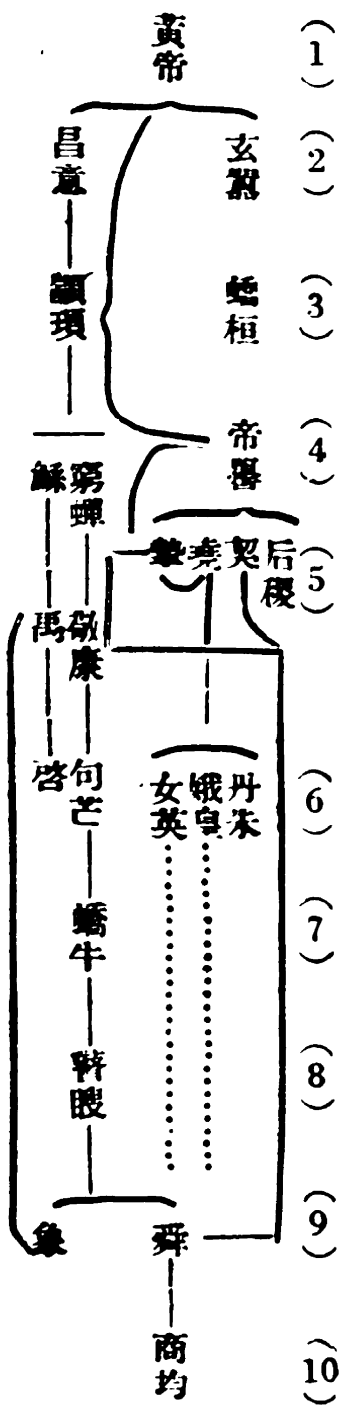 (1)
黃帝
(2)
玄囂
昌意
(3)
蟜桓
顓頊
(4)
帝嚳
(5)
后稷
契
堯
摯
窮蟬
鯀
敬康
禹
(6)
丹朱
娥皇
女英
句芒
啓
(7)
蟜牛
(8)
瞍
(9)
舜
象
(10)
商均